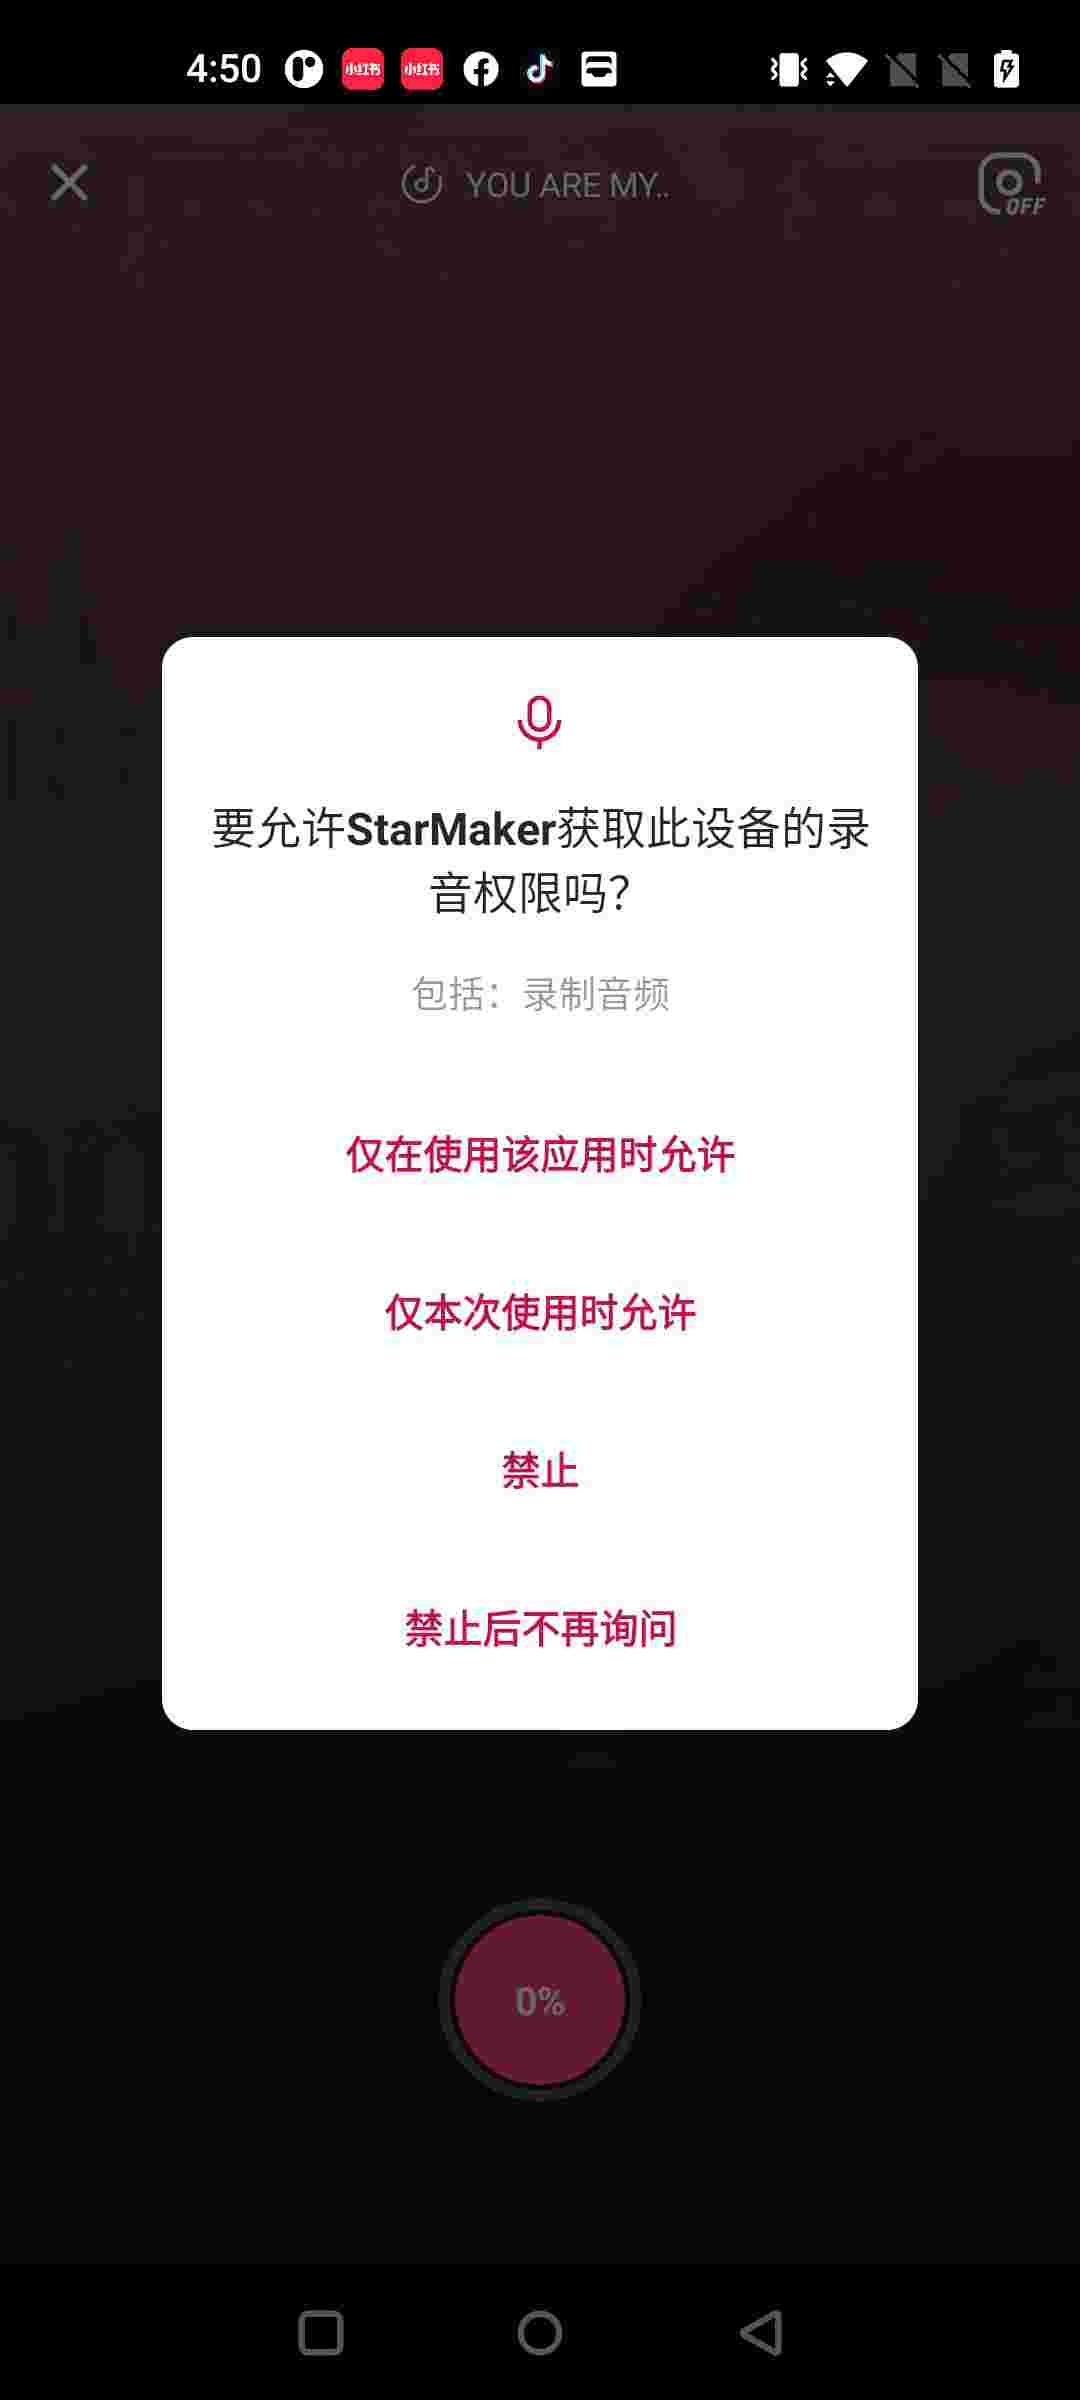 4:50 小红书 小红书
YOU ARE MY..
OFF
要允许StarMaker获取此设备的录
音权限吗？
包括：录制音频
仅在使用该应用时允许
仅本次使用时允许
禁止
禁止后不再询问
0%